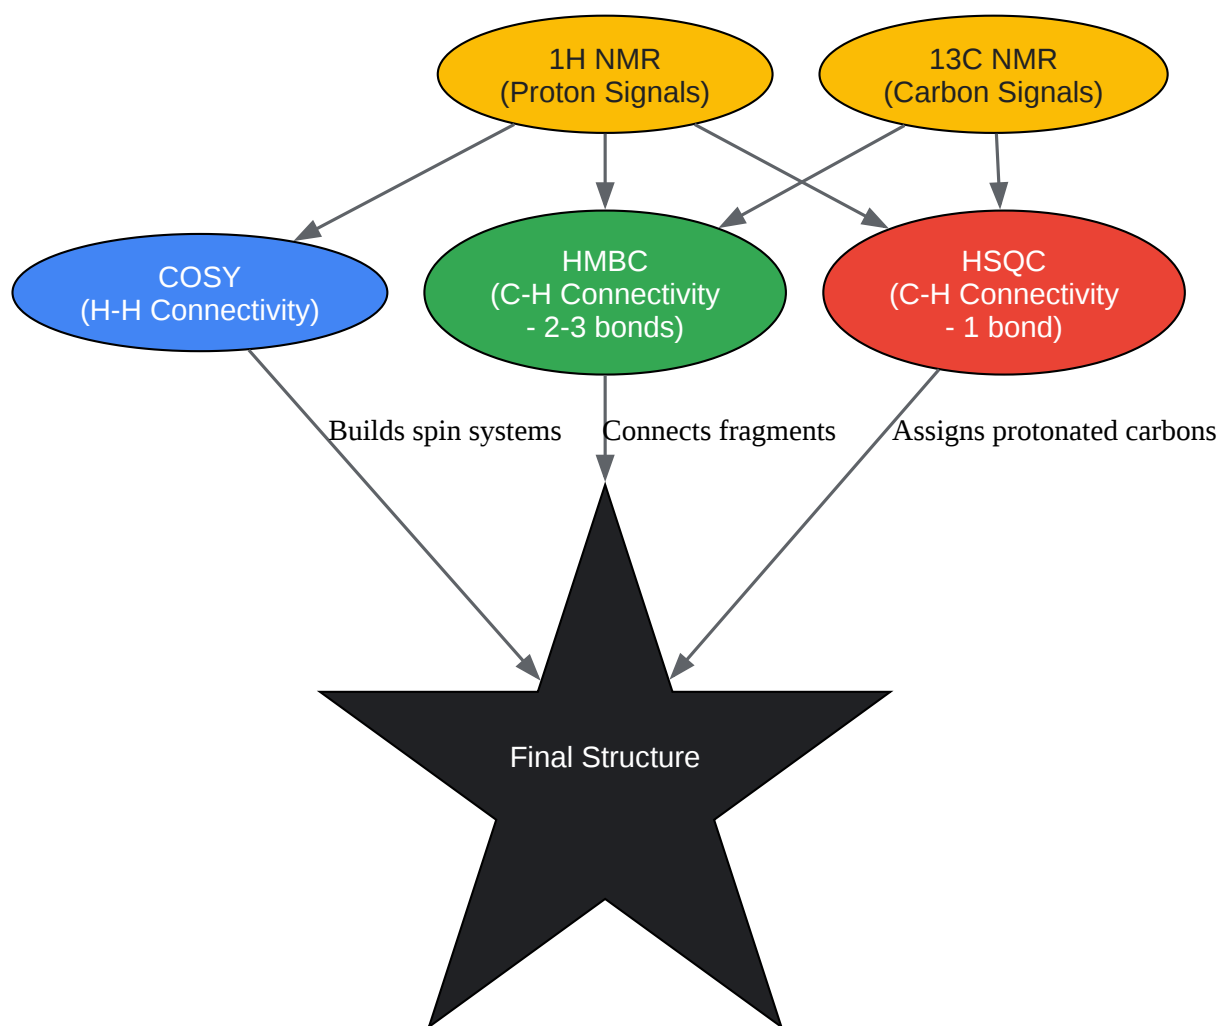 1H NMR
(Proton Signals)
13C NMR
(Carbon Signals)
COSY
(H-H Connectivity)
HMBC
(C-H Connectivity
- 2-3 bonds)
HSQC
(C-H Connectivity
- 1 bond)
Builds spin systems
Connects fragments
Assigns protonated carbons
Final Structure